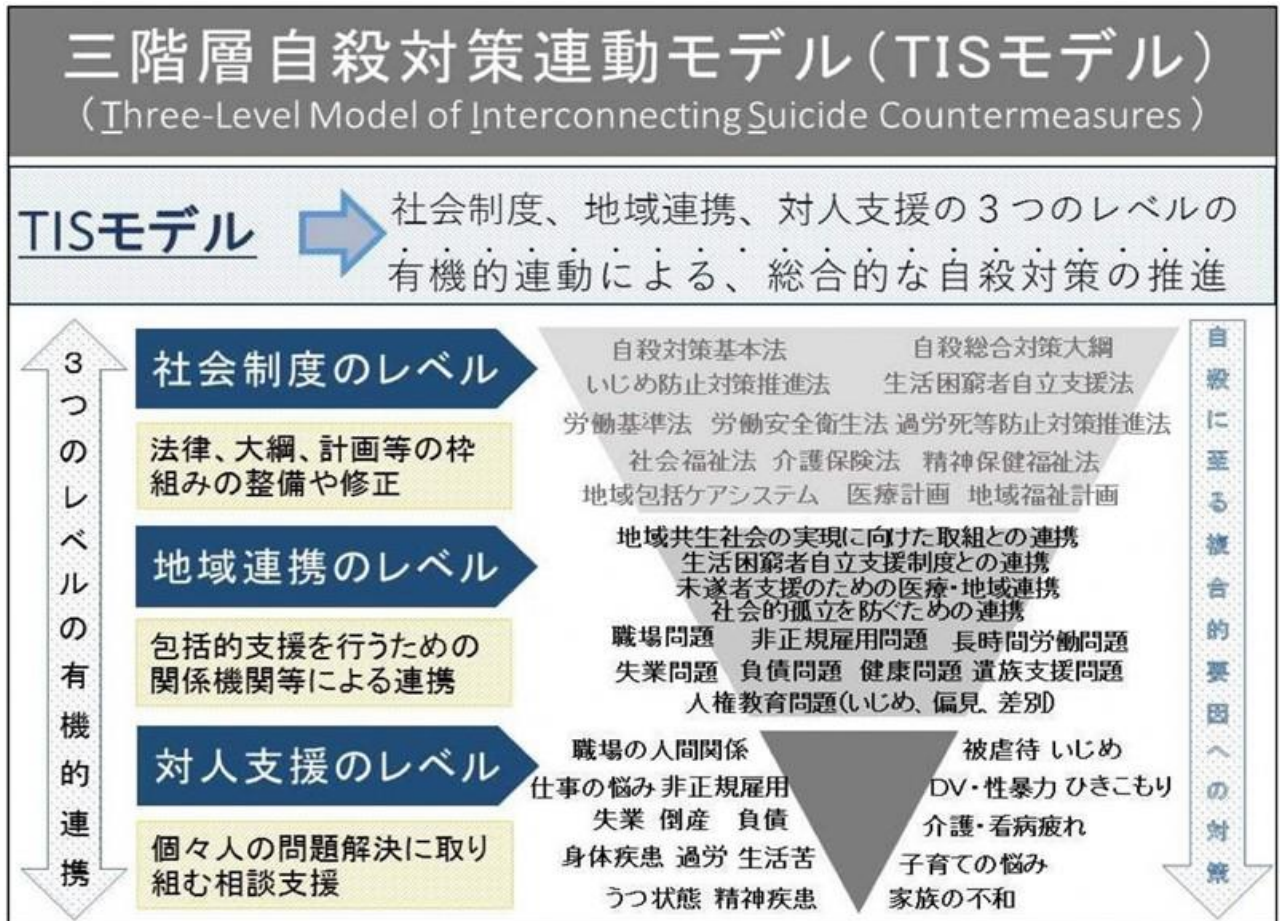 三階層自殺対策連動モデル(TISモデル)
(Three-Level Model of Interconnecting Suicide Countermeasures)
TISモデル
社会制度、地域連携、対人支援の3つのレベルの
有機的連動による、総合的な自殺対策の推進
3つのレベルの有機的連携
社会制度のレベル
法律、大綱、計画等の枠
組みの整備や修正
自殺対策基本法 自殺総合対策大綱
いじめ防止対策推進法 生活困窮者自立支援法
労働基準法 労働安全衛生法 過労死等防止対策推進法
社会福祉法 介護保険法 精神保健福祉法
地域包括ケアシステム 医療計画 地域福祉計画
地域連携のレベル
包括的支援を行うための
関係機関等による連携
地域共生社会の実現に向けた取組との連携
生活困窮者自立支援制度との連携
未遂者支援のための医療・地域連携
社会的孤立を防ぐための連携
職場問題 非正規雇用問題 長時間労働問題
失業問題 負債問題 健康問題 遺族支援問題
人権教育問題(いじめ、偏見、差別)
対人支援のレベル
個々人の問題解決に取り
組む相談支援
職場の人間関係 被虐待 いじめ
仕事の悩み 非正規雇用 DV・性暴力 ひきこもり
失業 倒産 負債 介護・看病疲れ
身体疾患 過労 生活苦 子育ての悩み
うつ状態 精神疾患 家族の不和
自殺に至る複合的要因への対策